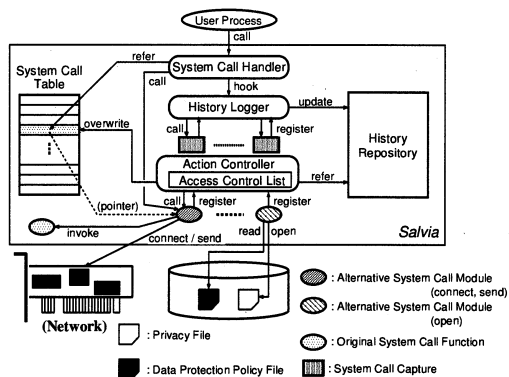 User Process
call
refer
System Call Handler
System Call
Table
call
hook
History Logger
update
overwrite
call
register
History
Repository
Action Controller
Access Control List
refer
(pointer)
call
register
register
invoke
read
open
Salvia
connect / send
(Network)
: Alternative System Call Module
(connect, send)
: Alternative System Call Module
(open)
: Privacy File
: Original System Call Function
: Data Protection Policy File
: System Call Capture